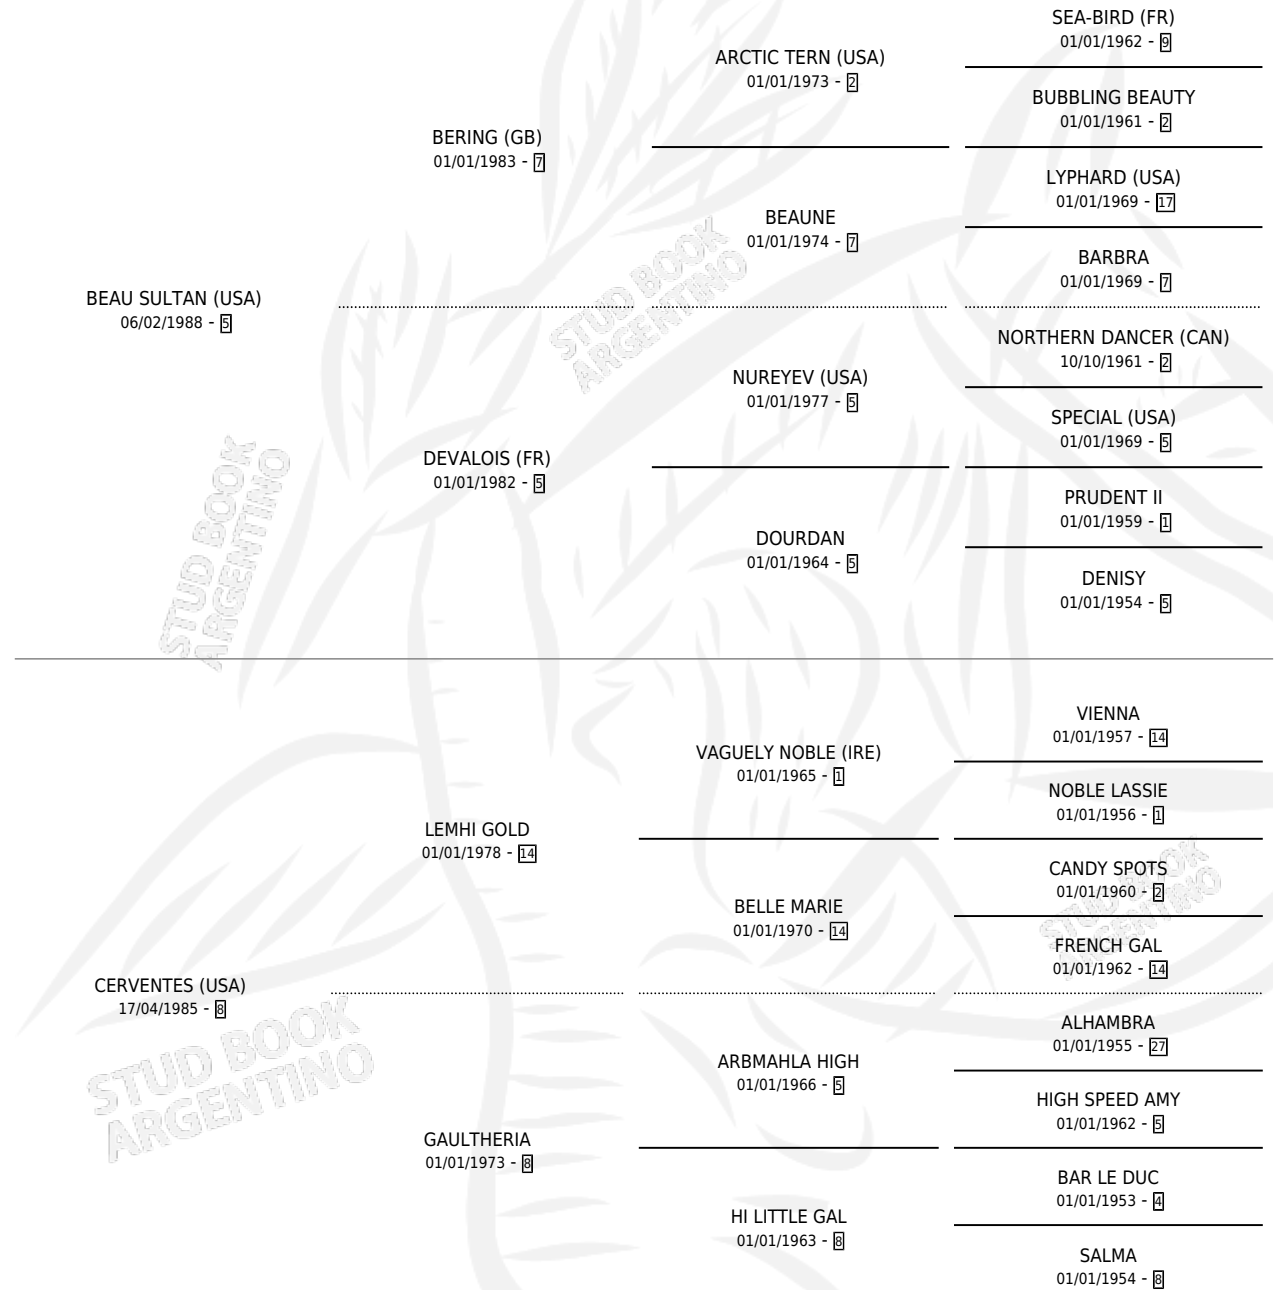 SEA-BIRD (FR)
01/01/1962 - 9
ARCTIC TERN (USA)
01/01/1973 - 2
BUBBLING BEAUTY
01/01/1961 - 2
BERING (GB)
01/01/1983 - 7
LYPHARD (USA)
01/01/1969 - 17
BEAUNE
01/01/1974 - 7
BARBRA
01/01/1969 - 7
BEAU SULTAN (USA)
06/02/1988 - 5
NORTHERN DANCER (CAN)
10/10/1961 - 2
NUREYEV (USA)
01/01/1977 - 5
SPECIAL (USA)
01/01/1969 - 5
DEVALOIS (FR)
01/01/1982 - 5
PRUDENT II
01/01/1959 - 1
DOURDAN
01/01/1964 - 5
DENISY
01/01/1954 - 5
VIENNA
01/01/1957 - 14
VAGUELY NOBLE (IRE)
01/01/1965 - 1
NOBLE LASSIE
01/01/1956 - 1
LEMHI GOLD
01/01/1978 - 14
CANDY SPOTS
01/01/1960 - 2
BELLE MARIE
01/01/1970 - 14
FRENCH GAL
01/01/1962 - 14
CERVENTES (USA)
17/04/1985 - 8
ALHAMBRA
01/01/1955 - 27
ARBMAHLA HIGH
01/01/1966 - 5
HIGH SPEED AMY
01/01/1962 - 5
GAULTHERIA
01/01/1973 - 8
BAR LE DUC
01/01/1953 - 4
HI LITTLE GAL
01/01/1963 - 8
SALMA
01/01/1954 - 8
STUD BOOK
ARGENTINO
STUD BOOK
ARGENTINO
STUD BOOK
ARGENTINO
STUD BOOK
ARGENTINO